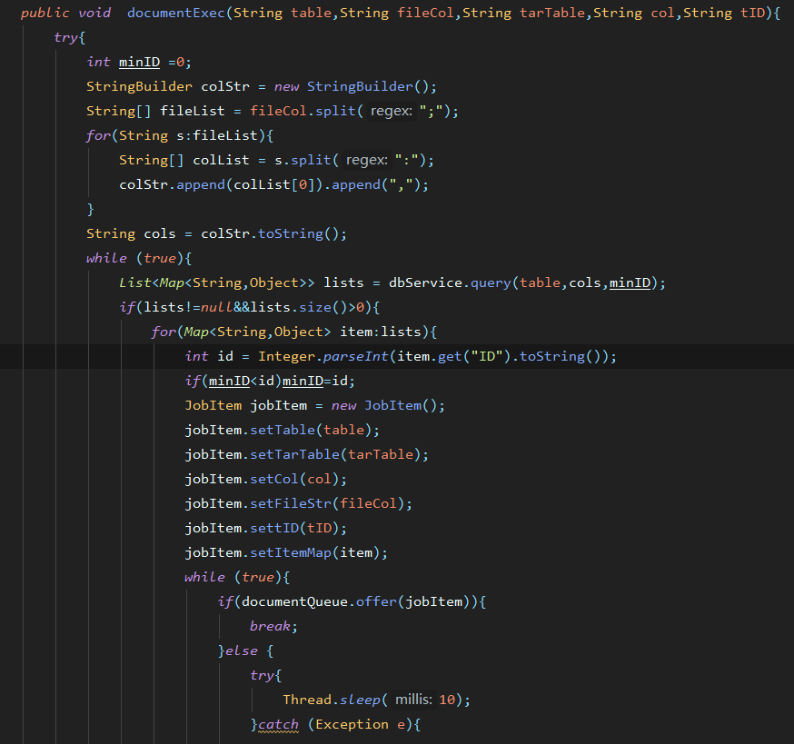 public void  documentExec(String table,String fileCol,String tarTable,String col,String tID){
    try{
        int minID =0;
        StringBuilder colStr = new StringBuilder();
        String[] fileList = fileCol.split( regex: ";");
        for(String s:fileList){
            String[] colList = s.split( regex: ":");
            colStr.append(colList[0]).append(",");
        }
        String cols = colStr.toString();
        while (true){
            List<Map<String,Object>> lists = dbService.query(table,cols,minID);
            if(lists!=null&&lists.size()>0){
                for(Map<String,Object> item:lists){
                    int id = Integer.parseInt(item.get("ID").toString());
                    if(minID<id)minID=id;
                    JobItem jobItem = new JobItem();
                    jobItem.setTable(table);
                    jobItem.setTarTable(tarTable);
                    jobItem.setCol(col);
                    jobItem.setFileStr(fileCol);
                    jobItem.settID(tID);
                    jobItem.setItemMap(item);
                    while (true){
                        if(documentQueue.offer(jobItem)){
                            break;
                        }else {
                            try{
                                Thread.sleep( millis: 10);
                            }catch (Exception e){